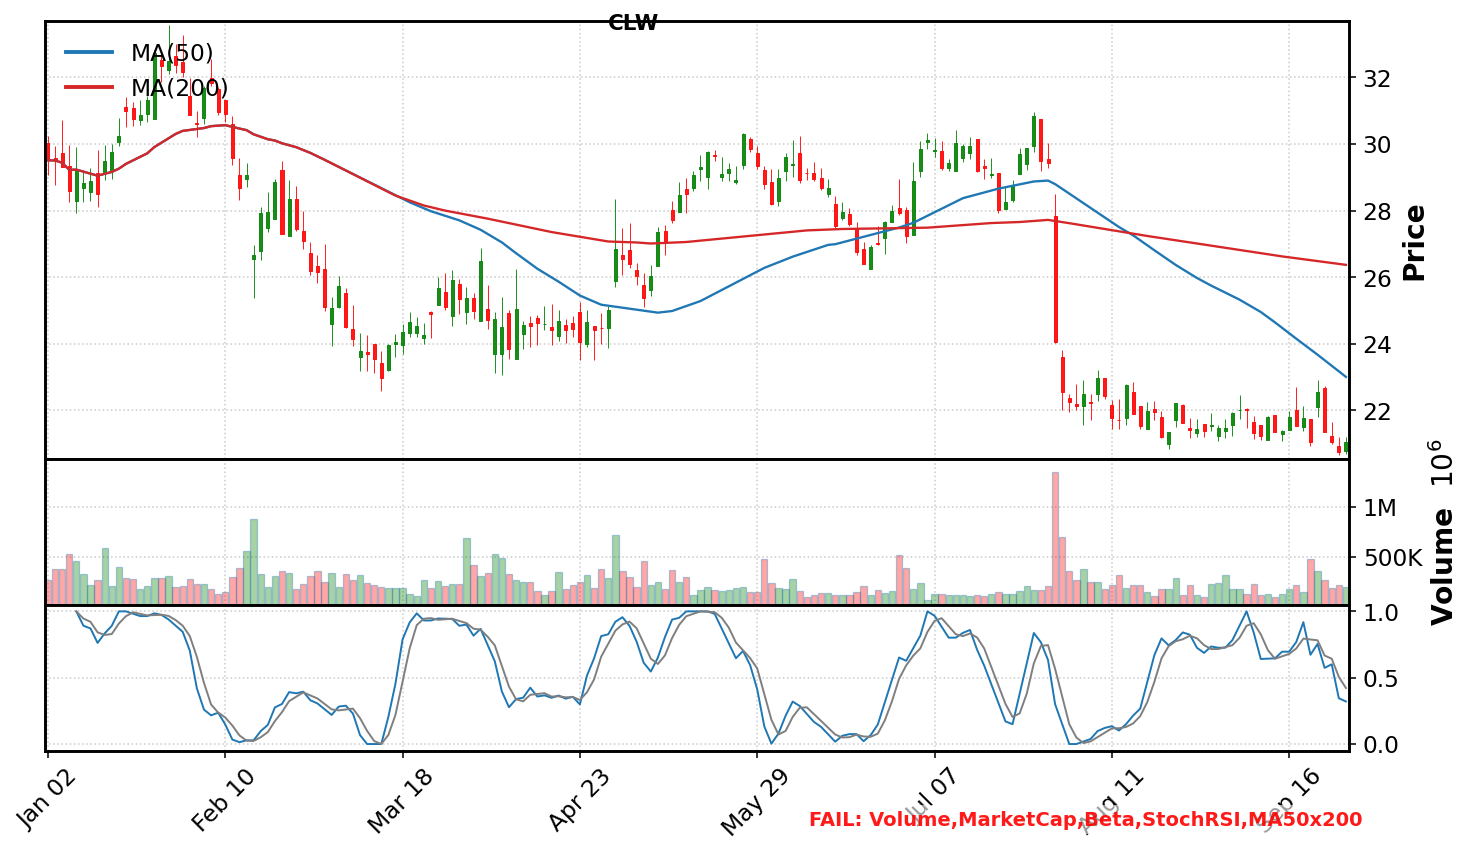 CLW
MA(50)
MA(200)
32
30
28
26
24
22
Price
1M
500K
Volume 10^6
1.0
0.5
0.0
Jan 02
Feb 10
Mar 18
Apr 23
May 29
Jul 07
Aug 11
Sep 16
FAIL: Volume,MarketCap,Beta,StochRSI,MA50x200